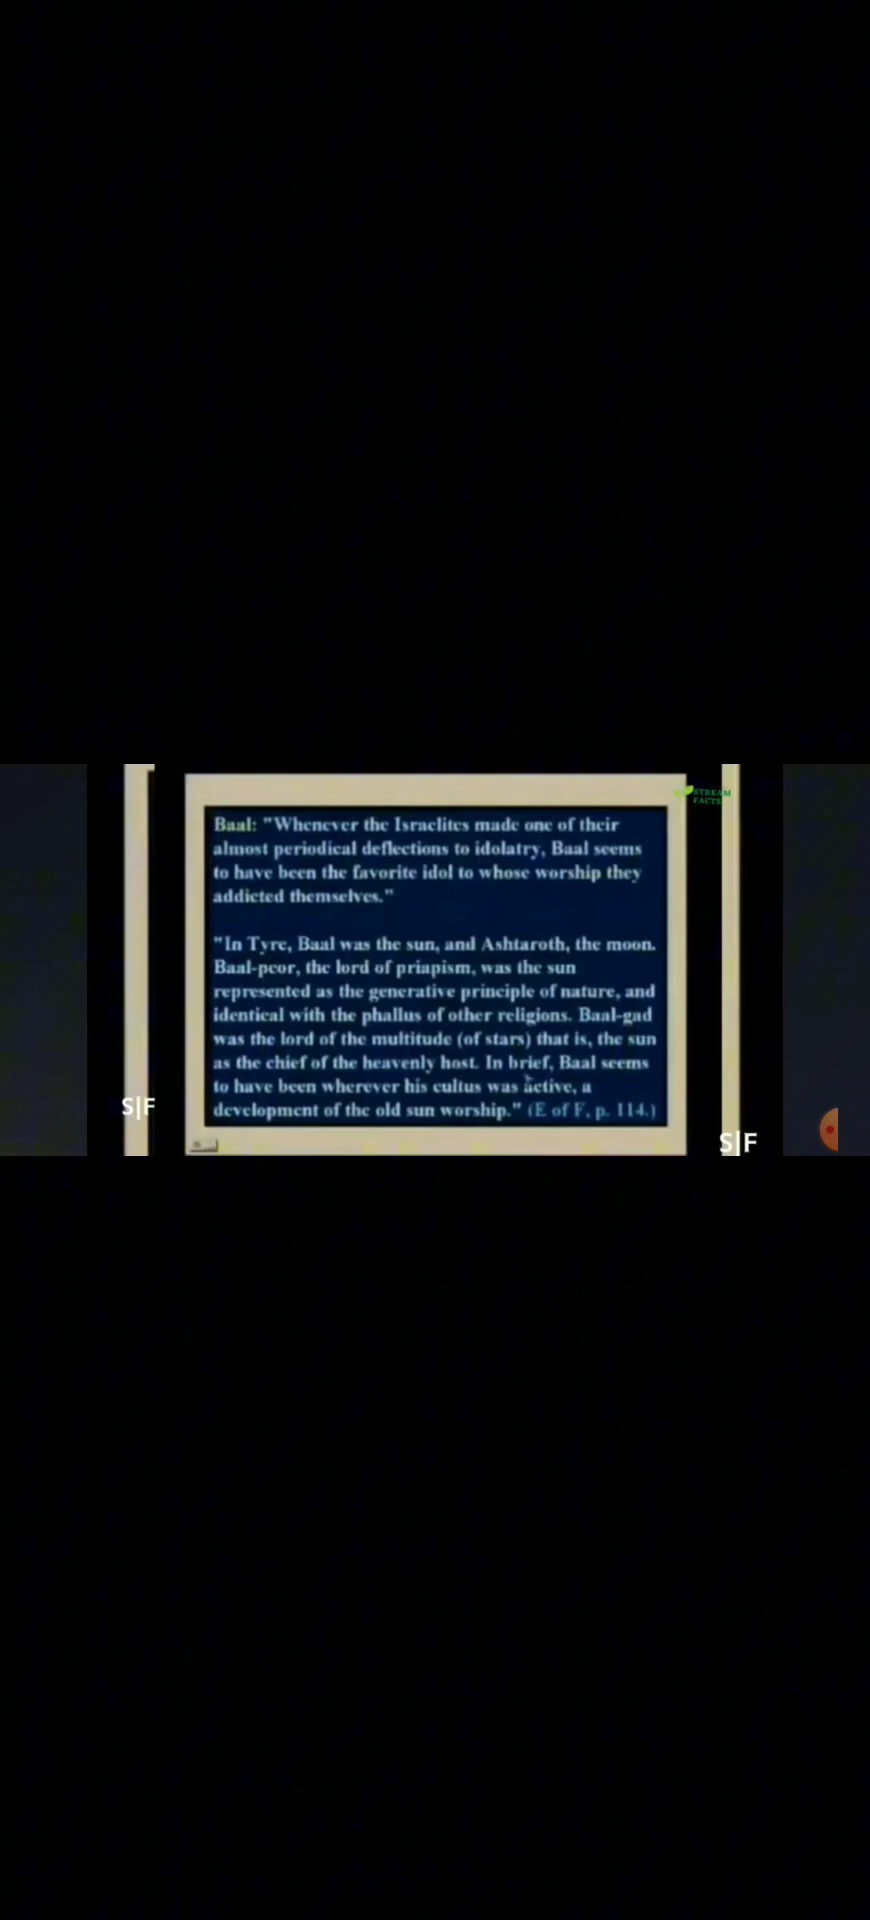 STREAM
FACTS
Baal: "Whenever the Israelites made one of their
almost periodical deflections to idolatry, Baal seems
to have been the favorite idol to whose worship they
addicted themselves."
"In Tyre, Baal was the sun, and Ashtaroth, the moon.
Baal-peor, the lord of priapism, was the sun
represented as the generative principle of nature, and
identical with the phallus of other religions. Baal-gad
was the lord of the multitude (of stars) that is, the sun
as the chief of the heavenly host. In brief, Baal seems
to have been wherever his cultus was active, a
development of the old sun worship." (E of F, p. 114.)
S|F
S|F